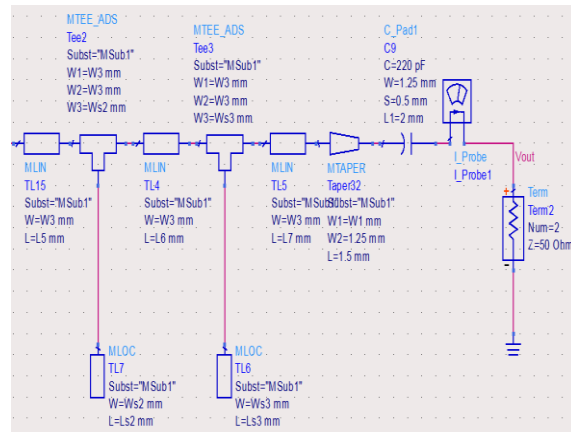 MTEE_ADS
Tee2
Subst="MSub1"
W1=W3 mm
W2=W3 mm
W3=Ws2 mm
MTEE_ADS
Tee3
Subst="MSub1"
W1=W3 mm
W2=W3 mm
W3=Ws3 mm
C_Pad1
C9
C=220 pF
W=1.25 mm
S=0.5 mm
L1=2 mm
MLIN
TL15
Subst="MSub1"
W=W3 mm
L=L5 mm
MLIN
TL4
Subst="MSub1"
W=W3 mm
L=L6 mm
MLIN
TL5
Subst="MSub1"
W=W3 mm
L=L7 mm
MTAPER
Taper32
W1=W1 mm
W2=1.25 mm
L=1.5 mm
I_Probe
I_Probe1
Vout
Term
Term2
Num=2
Z=50 Ohm
MLOC
TL7
Subst="MSub1"
W=Ws2 mm
L=Ls2 mm
MLOC
TL6
Subst="MSub1"
W=Ws3 mm
L=Ls3 mm